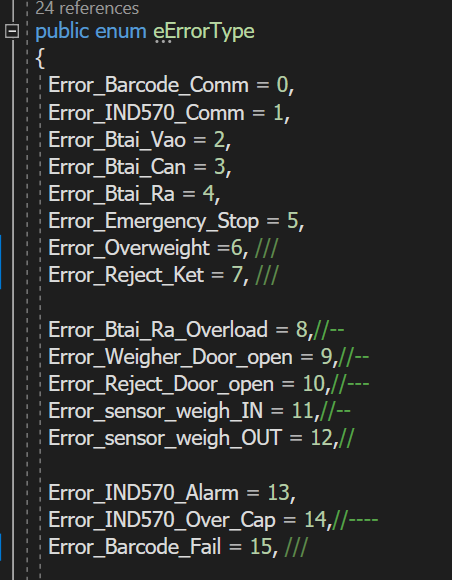 24 references
public enum eErrorType
{
Error_Barcode_Comm = 0,
Error_IND570_Comm = 1,
Error_Btai_Vao = 2,
Error_Btai_Can = 3,
Error_Btai_Ra = 4,
Error_Emergency_Stop = 5,
Error_Overweight =6, ///
Error_Reject_Ket = 7, ///
Error_Btai_Ra_Overload = 8,//--
Error_Weigher_Door_open = 9,//--
Error_Reject_Door_open = 10,//---
Error_sensor_weigh_IN = 11,//--
Error_sensor_weigh_OUT = 12,//
Error_IND570_Alarm = 13,
Error_IND570_Over_Cap = 14,//----
Error_Barcode_Fail = 15, ///